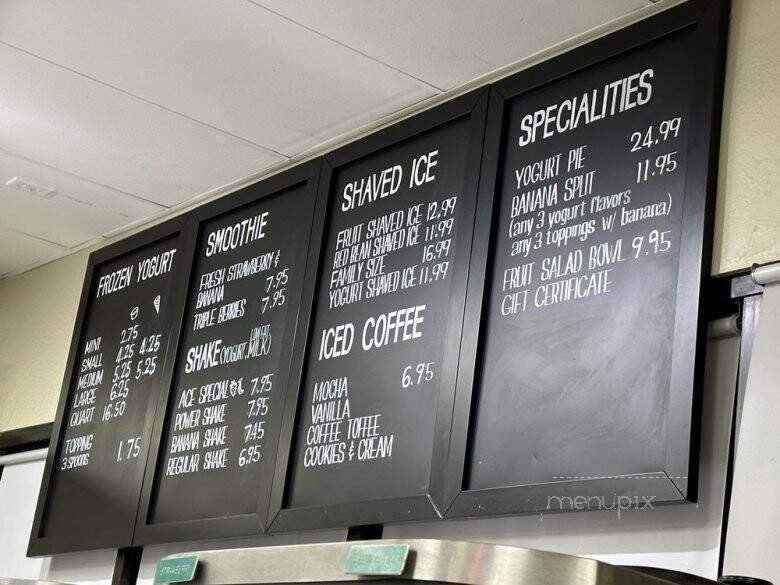 FROZEN YOGURT
MINI 2.75
SMALL 4.25 4.25
MEDIUM 5.25 5.25
LARGE 6.25
QUART 16.50
TOPPING
3 SPOONS 1.75
SMOOTHIE
FRESH STRAWBERRY &
BANANA 7.95
TRIPLE BERRIES 7.95
SHAKE (YOGURT, LOW FAT MILK)
ACE SPECIAL 7.95
POWER SHAKE 7.95
BANANA SHAKE 7.45
REGULAR SHAKE 6.95
SHAVED ICE
FRUIT SHAVED ICE 12.99
RED BEAN SHAVED ICE 11.99
FAMILY SIZE 16.99
YOGURT SHAVED ICE 11.99
ICED COFFEE
MOCHA 6.95
VANILLA
COFFEE TOFFEE
COOKIES & CREAM
SPECIALITIES
YOGURT PIE 24.99
BANANA SPLIT 11.95
(any 3 yogurt flavors
any 3 toppings w/ banana)
FRUIT SALAD BOWL 9.95
GIFT CERTIFICATE
menupix